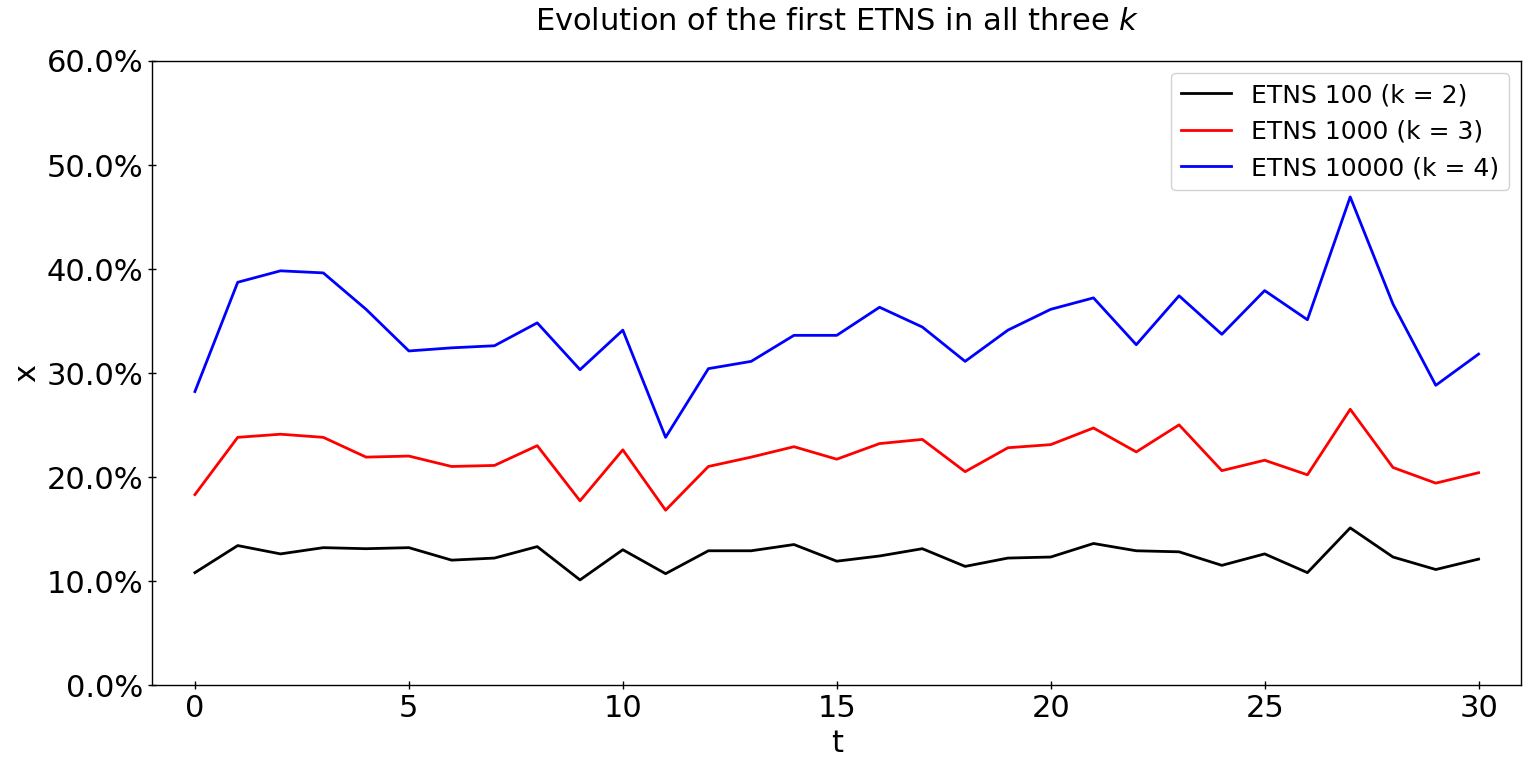 Evolution of the first ETNS in all three k
60.0%
50.0%
40.0%
30.0%
20.0%
10.0%
0.0%
x
ETNS 100 (k = 2)
ETNS 1000 (k = 3)
ETNS 10000 (k = 4)
0 5 10 15 20 25 30
t